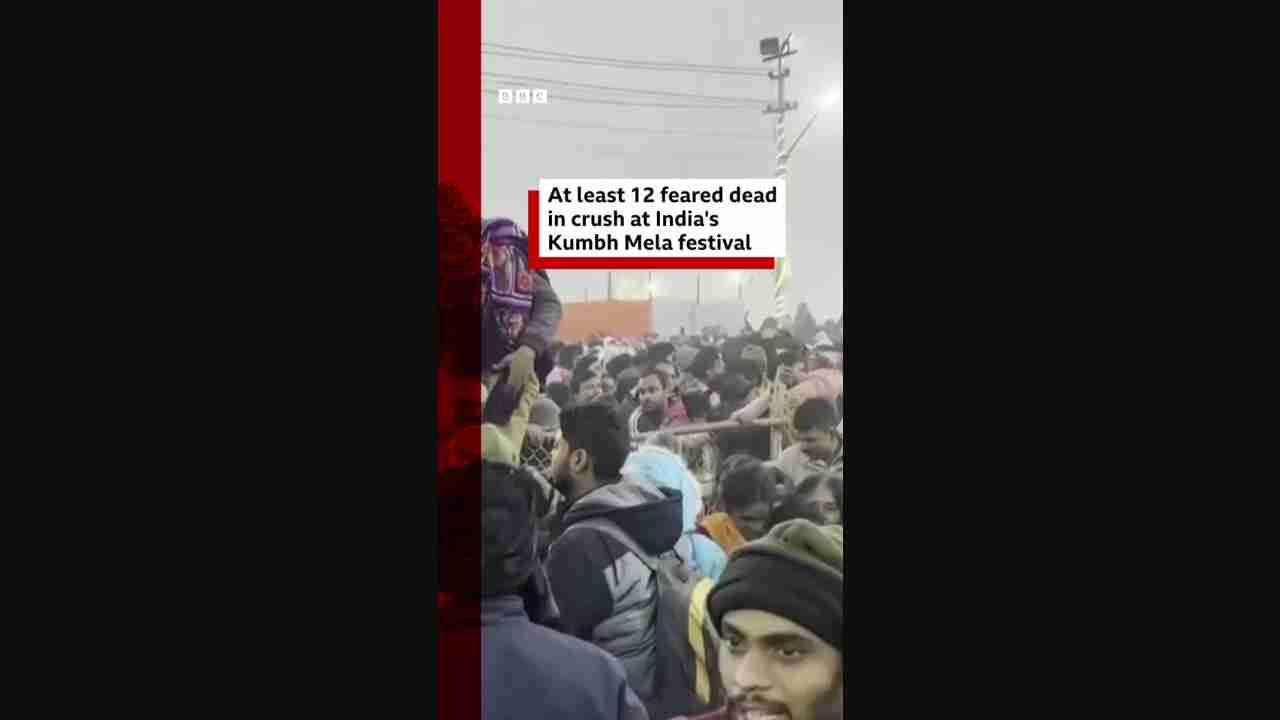 BBC
At least 12 feared dead
in crush at India's
Kumbh Mela festival